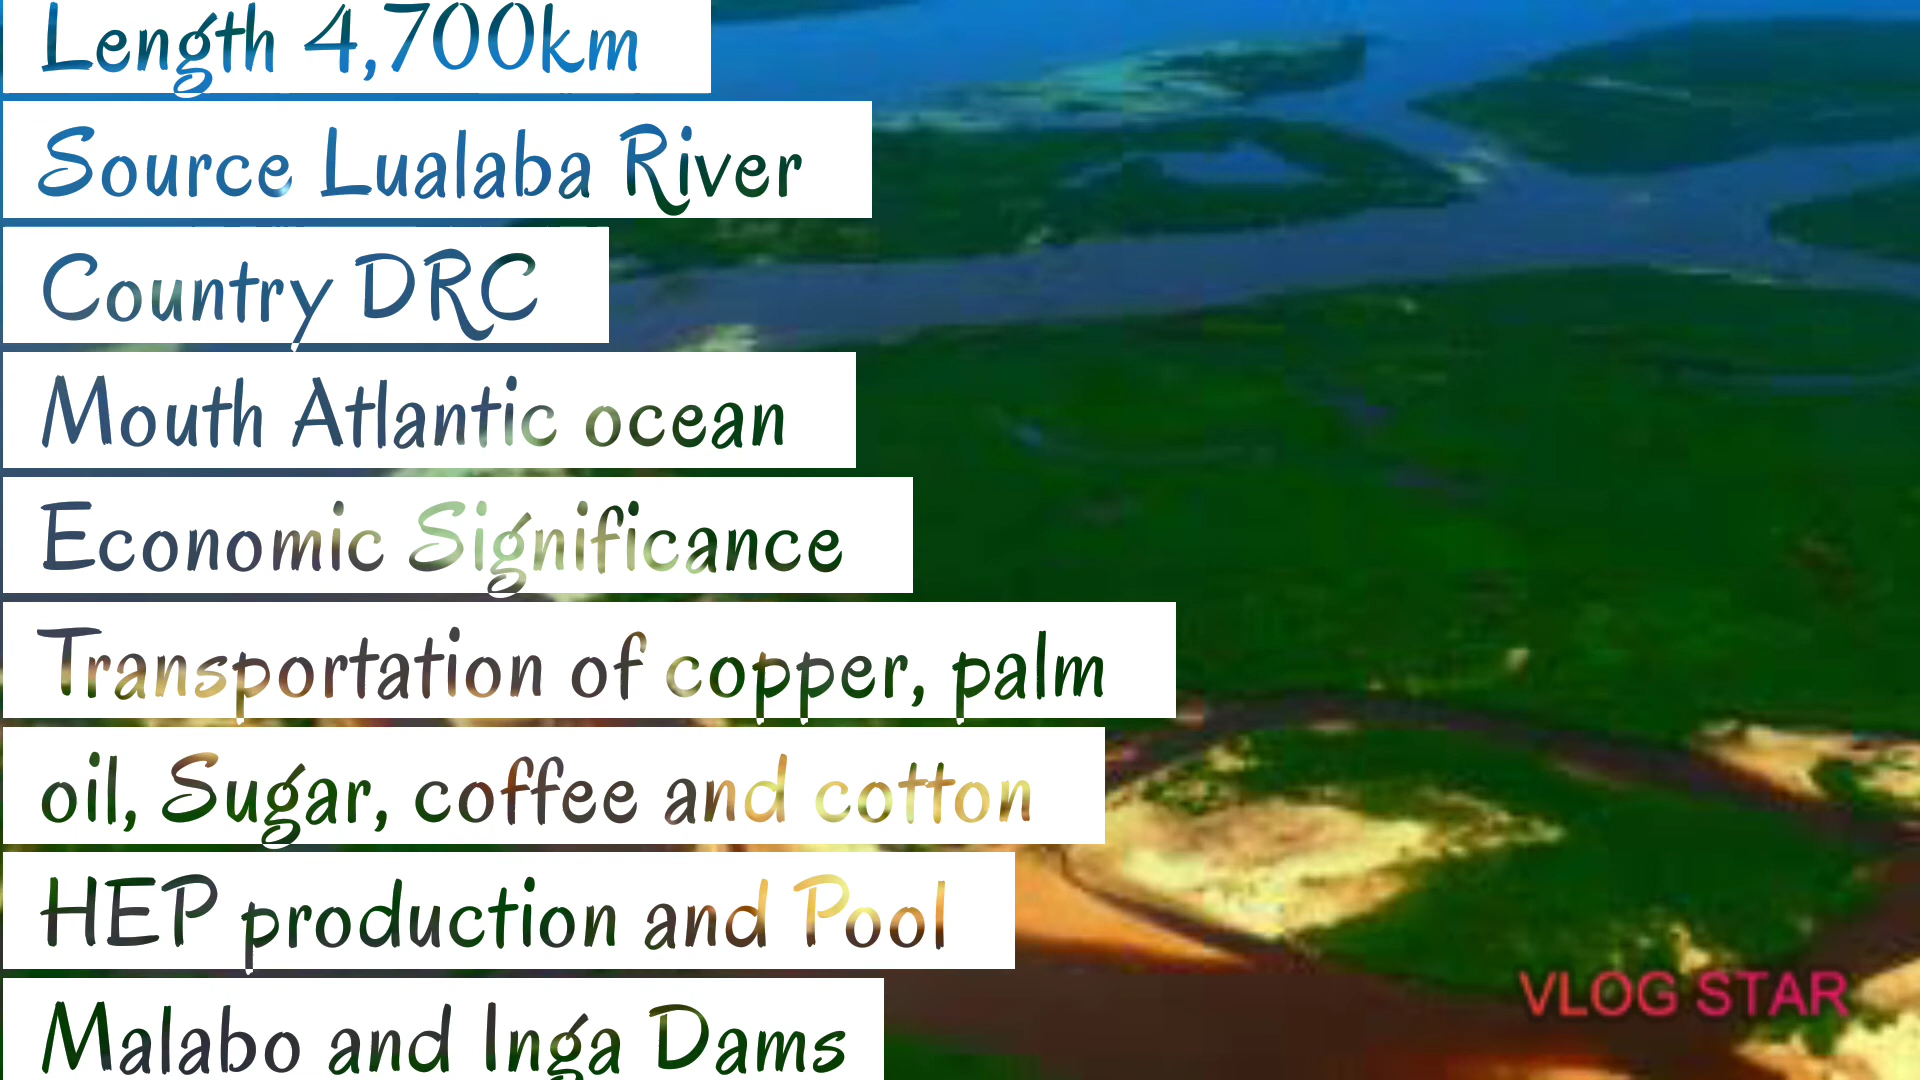 Length 4,700km
Source Lualaba River
Country DRC
Mouth Atlantic ocean
Economic Significance
Transportation of copper, palm
oil, Sugar, coffee and cotton
HEP production and Pool
Malabo and Inga Dams
VLOG STAR